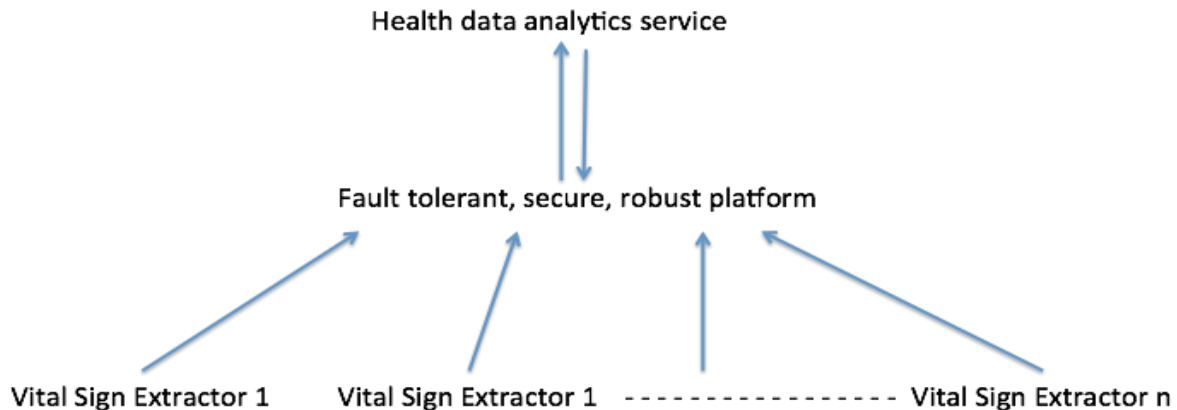 Health data analytics service
Fault tolerant, secure, robust platform
Vital Sign Extractor 1 Vital Sign Extractor 1 ---------------- Vital Sign Extractor n